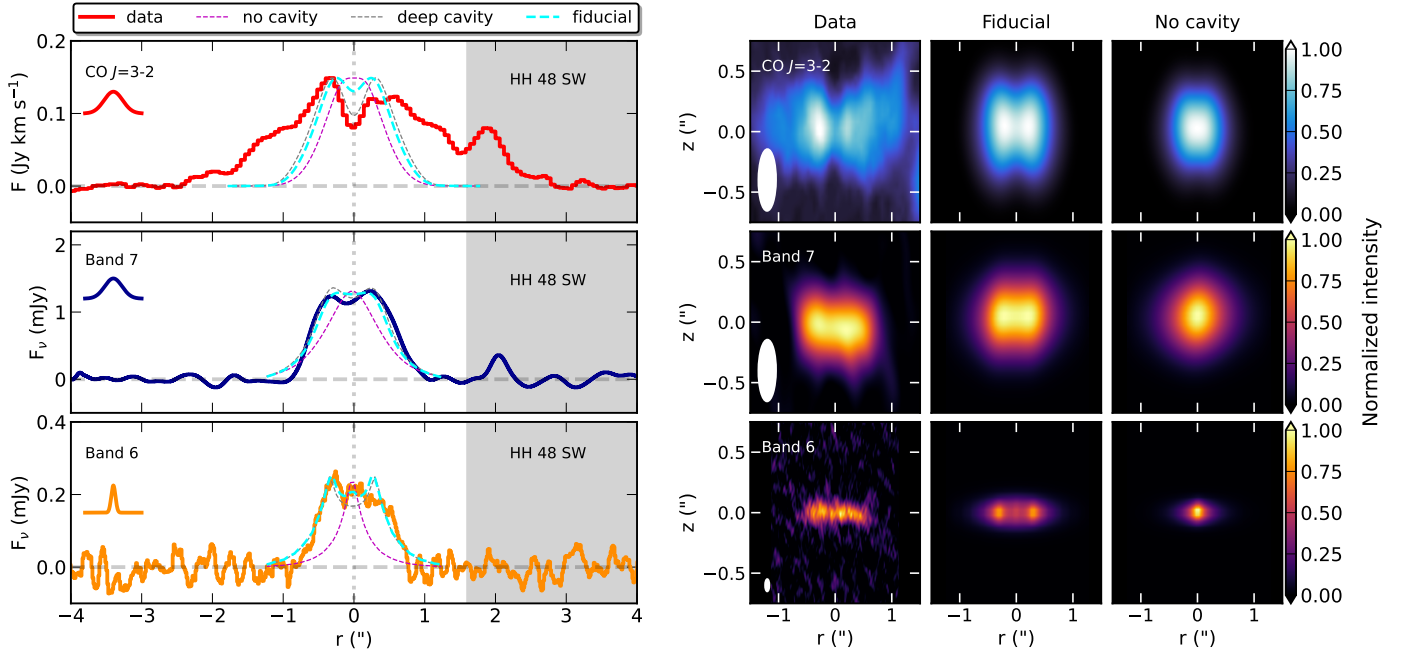 data no cavity deep cavity fiducial
CO J=3-2
HH 48 SW
F (Jy km s⁻¹)
0.2
0.1
0.0
Band 7
HH 48 SW
Fν (mJy)
2
1
0
Band 6
HH 48 SW
Fν (mJy)
0.4
0.2
0.0
−4 −3 −2 −1 0 1 2 3 4
r (")
Data Fiducial No cavity
CO J=3-2
z (")
0.5
0.0
−0.5
1.00
0.75
0.50
0.25
0.00
Band 7
z (")
0.5
0.0
−0.5
1.00
0.75
0.50
0.25
0.00
Band 6
z (")
0.5
0.0
−0.5
1.00
0.75
0.50
0.25
0.00
−1 0 1 −1 0 1 −1 0 1
r (") r (") r (")
Normalized intensity